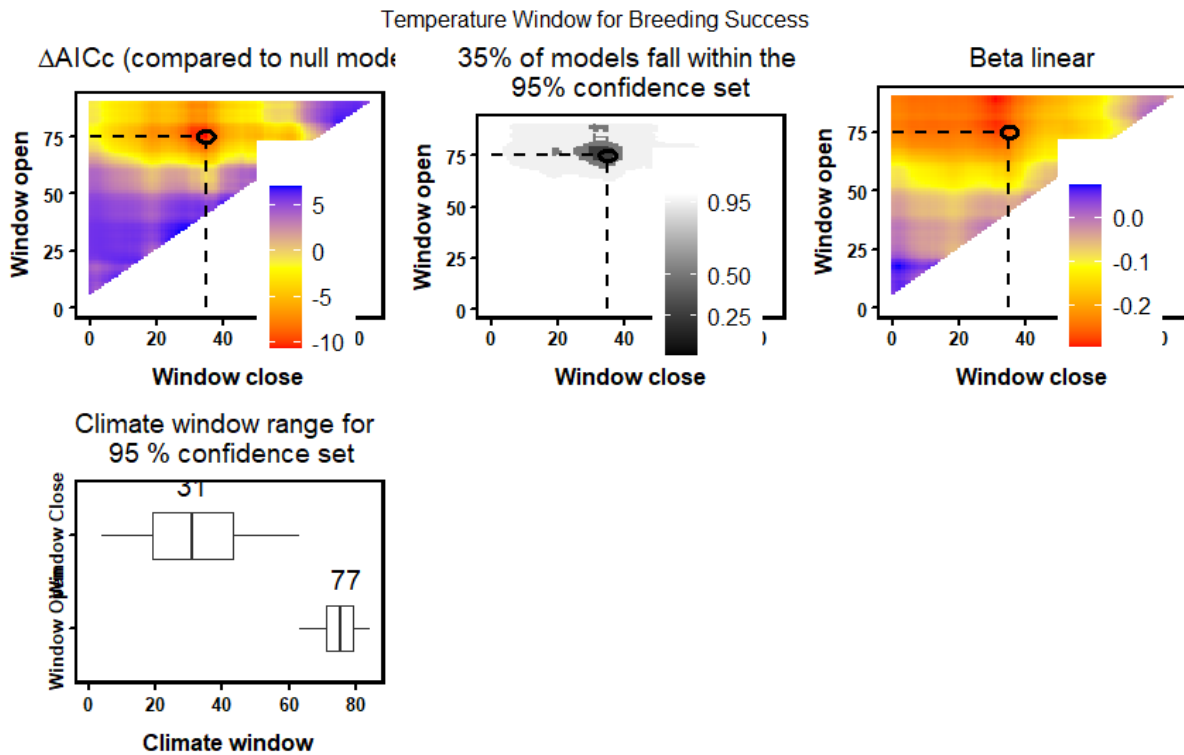 Temperature Window for Breeding Success
ΔAICc (compared to null mode
35% of models fall within the
95% confidence set
Beta linear
Window open
75
50
25
0
5
0
-5
-10
0
20
40
Window close
Window open
75
50
25
0
0.95
0.50
0.25
0
20
40
Window close
Window open
75
50
25
0
0.0
-0.1
-0.2
0
20
40
Window close
Climate window range for
95 % confidence set
Window Close
Window Open
31
77
0
20
40
60
80
Climate window